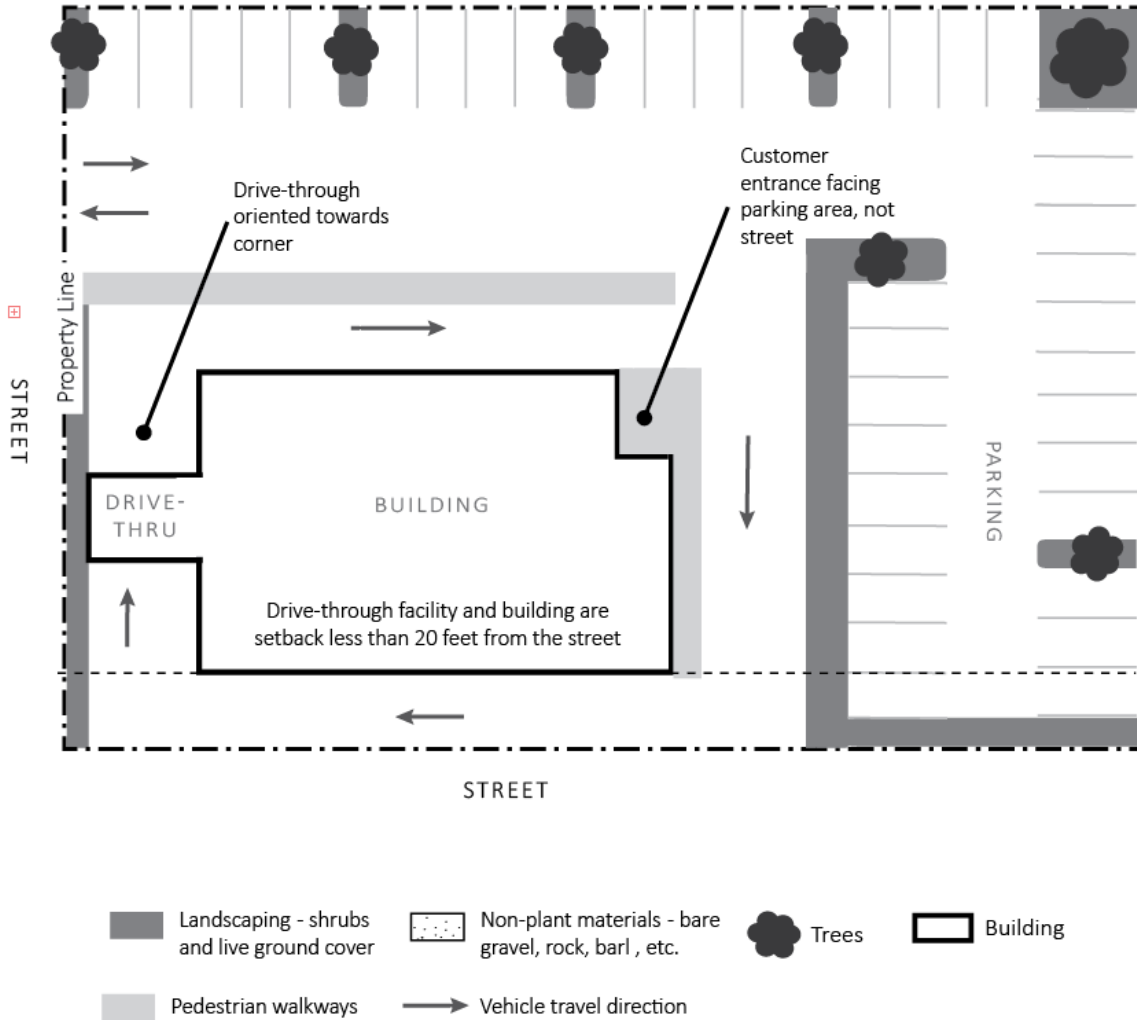 Customer
entrance facing
parking area, not
street
Drive-through
oriented towards
corner
Property Line
STREET
DRIVE-
THRU
BUILDING
PARKING
Drive-through facility and building are
setback less than 20 feet from the street
STREET
Landscaping - shrubs
and live ground cover
Non-plant materials - bare
gravel, rock, barl , etc.
Trees
Building
Pedestrian walkways
Vehicle travel direction